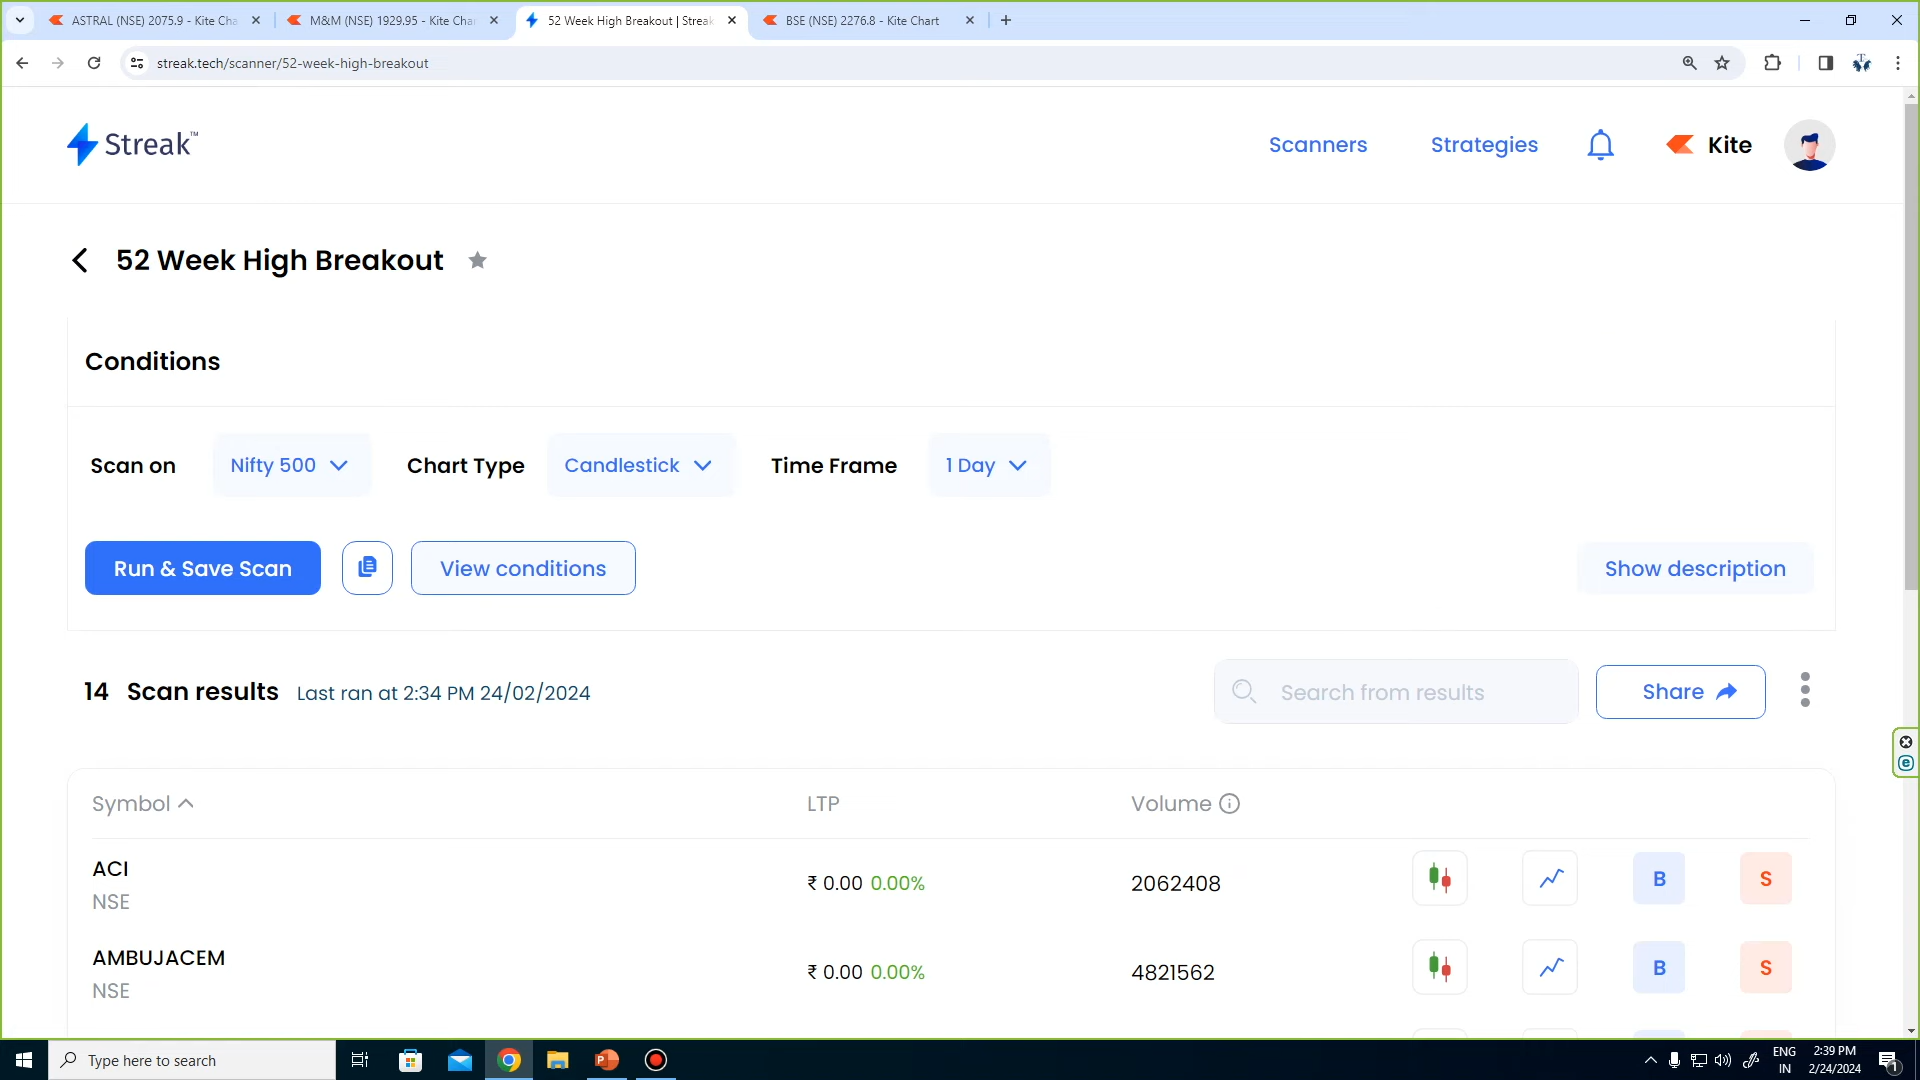 ASTRAL (NSE) 2075.9 - Kite Cha
M&M (NSE) 1929.95 - Kite Char
52 Week High Breakout | Streak
BSE (NSE) 2276.8 - Kite Chart
streak.tech/scanner/52-week-high-breakout
Streak™
Scanners
Strategies
Kite
52 Week High Breakout
Conditions
Scan on
Nifty 500
Chart Type
Candlestick
Time Frame
1 Day
Run & Save Scan
View conditions
Show description
14 Scan results Last ran at 2:34 PM 24/02/2024
Search from results
Share
Symbol
LTP
Volume
ACI
NSE
₹ 0.00 0.00%
2062408
B
S
AMBUJACEM
NSE
₹ 0.00 0.00%
4821562
B
S
Type here to search
ENG
IN
2:39 PM
2/24/2024
1